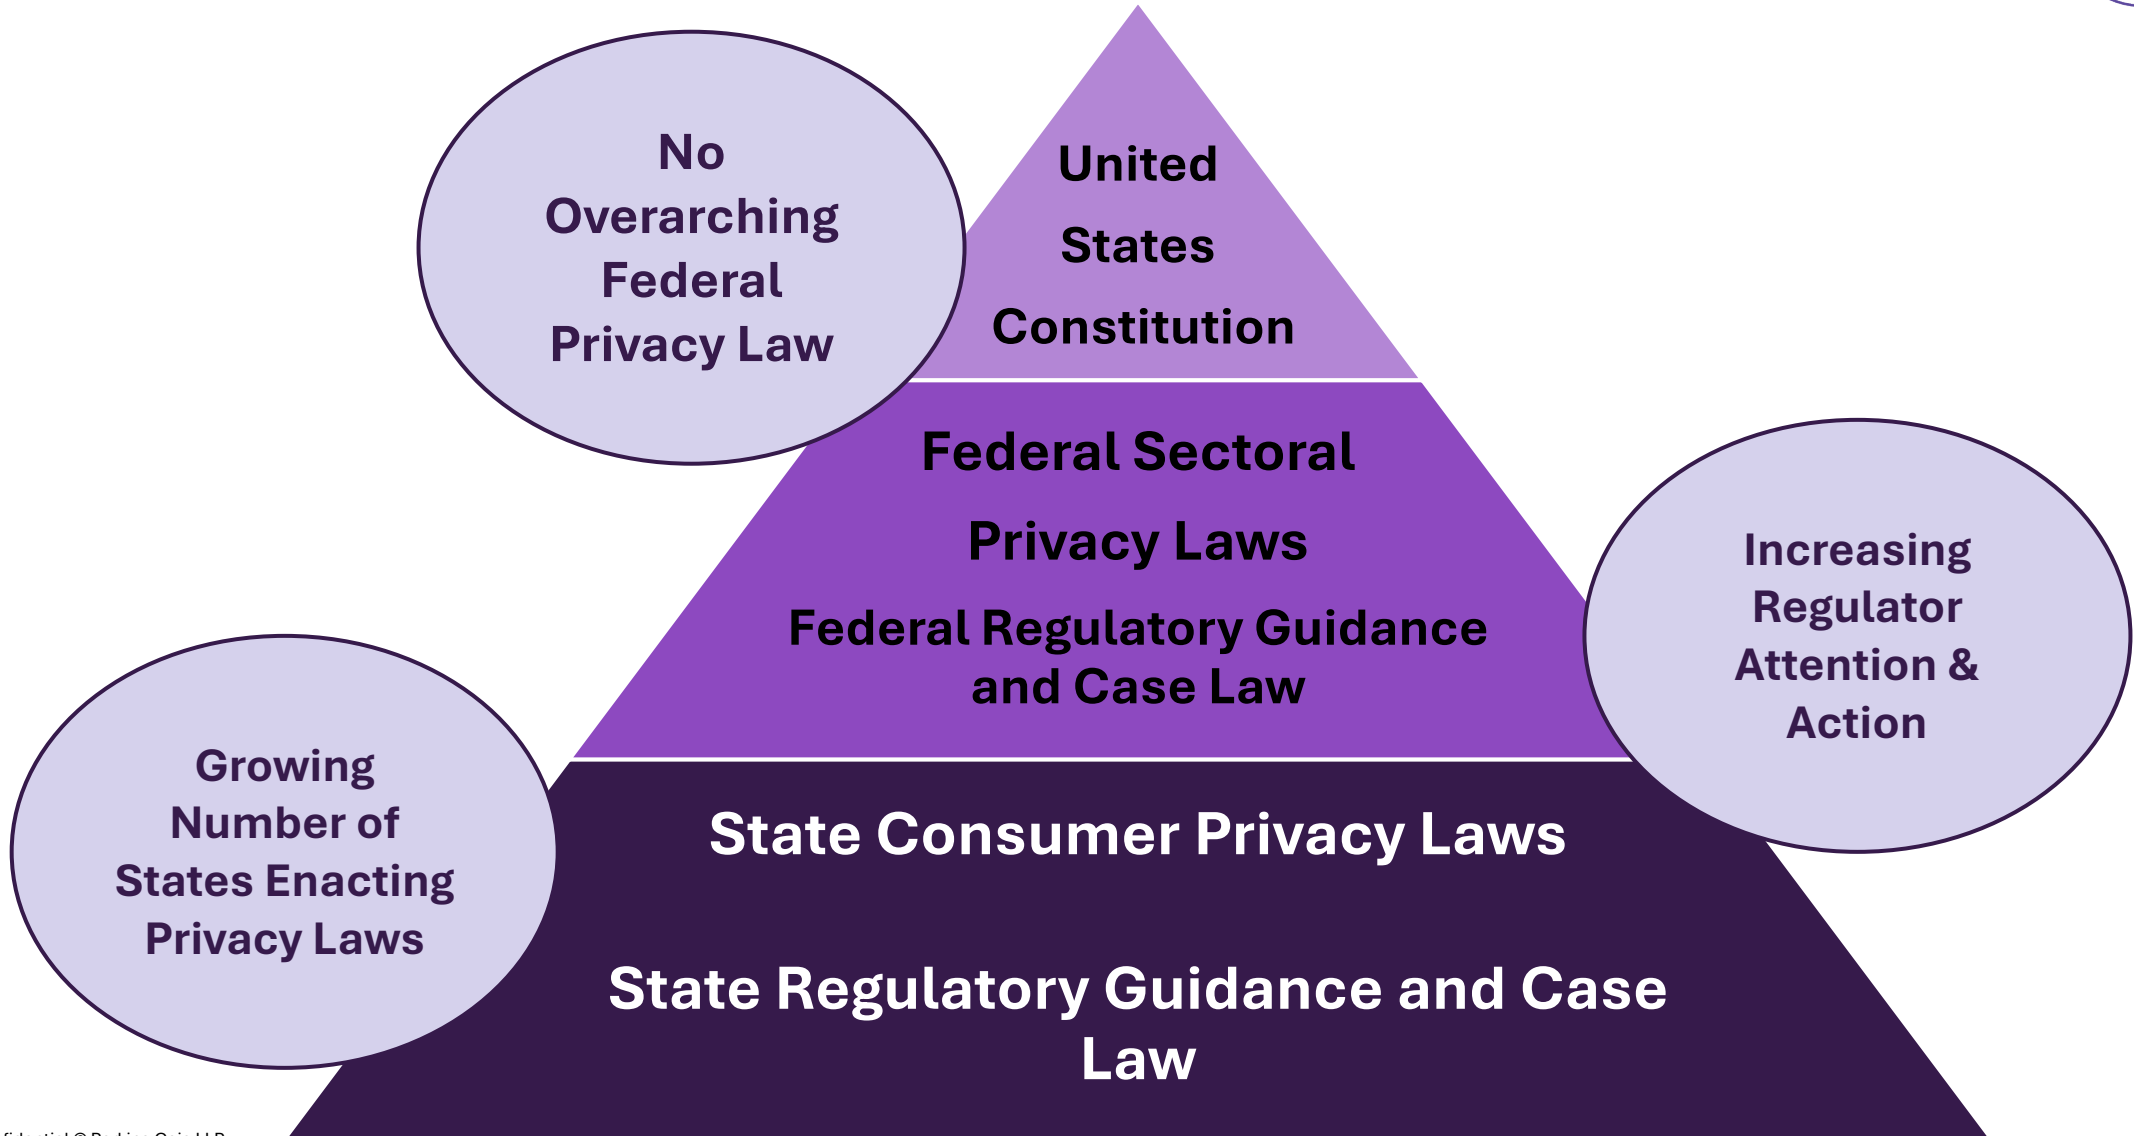 No
Overarching
Federal
Privacy Law
United
States
Constitution
Federal Sectoral
Privacy Laws
Federal Regulatory Guidance
and Case Law
Increasing
Regulator
Attention &
Action
Growing
Number of
States Enacting
Privacy Laws
State Consumer Privacy Laws
State Regulatory Guidance and Case
Law